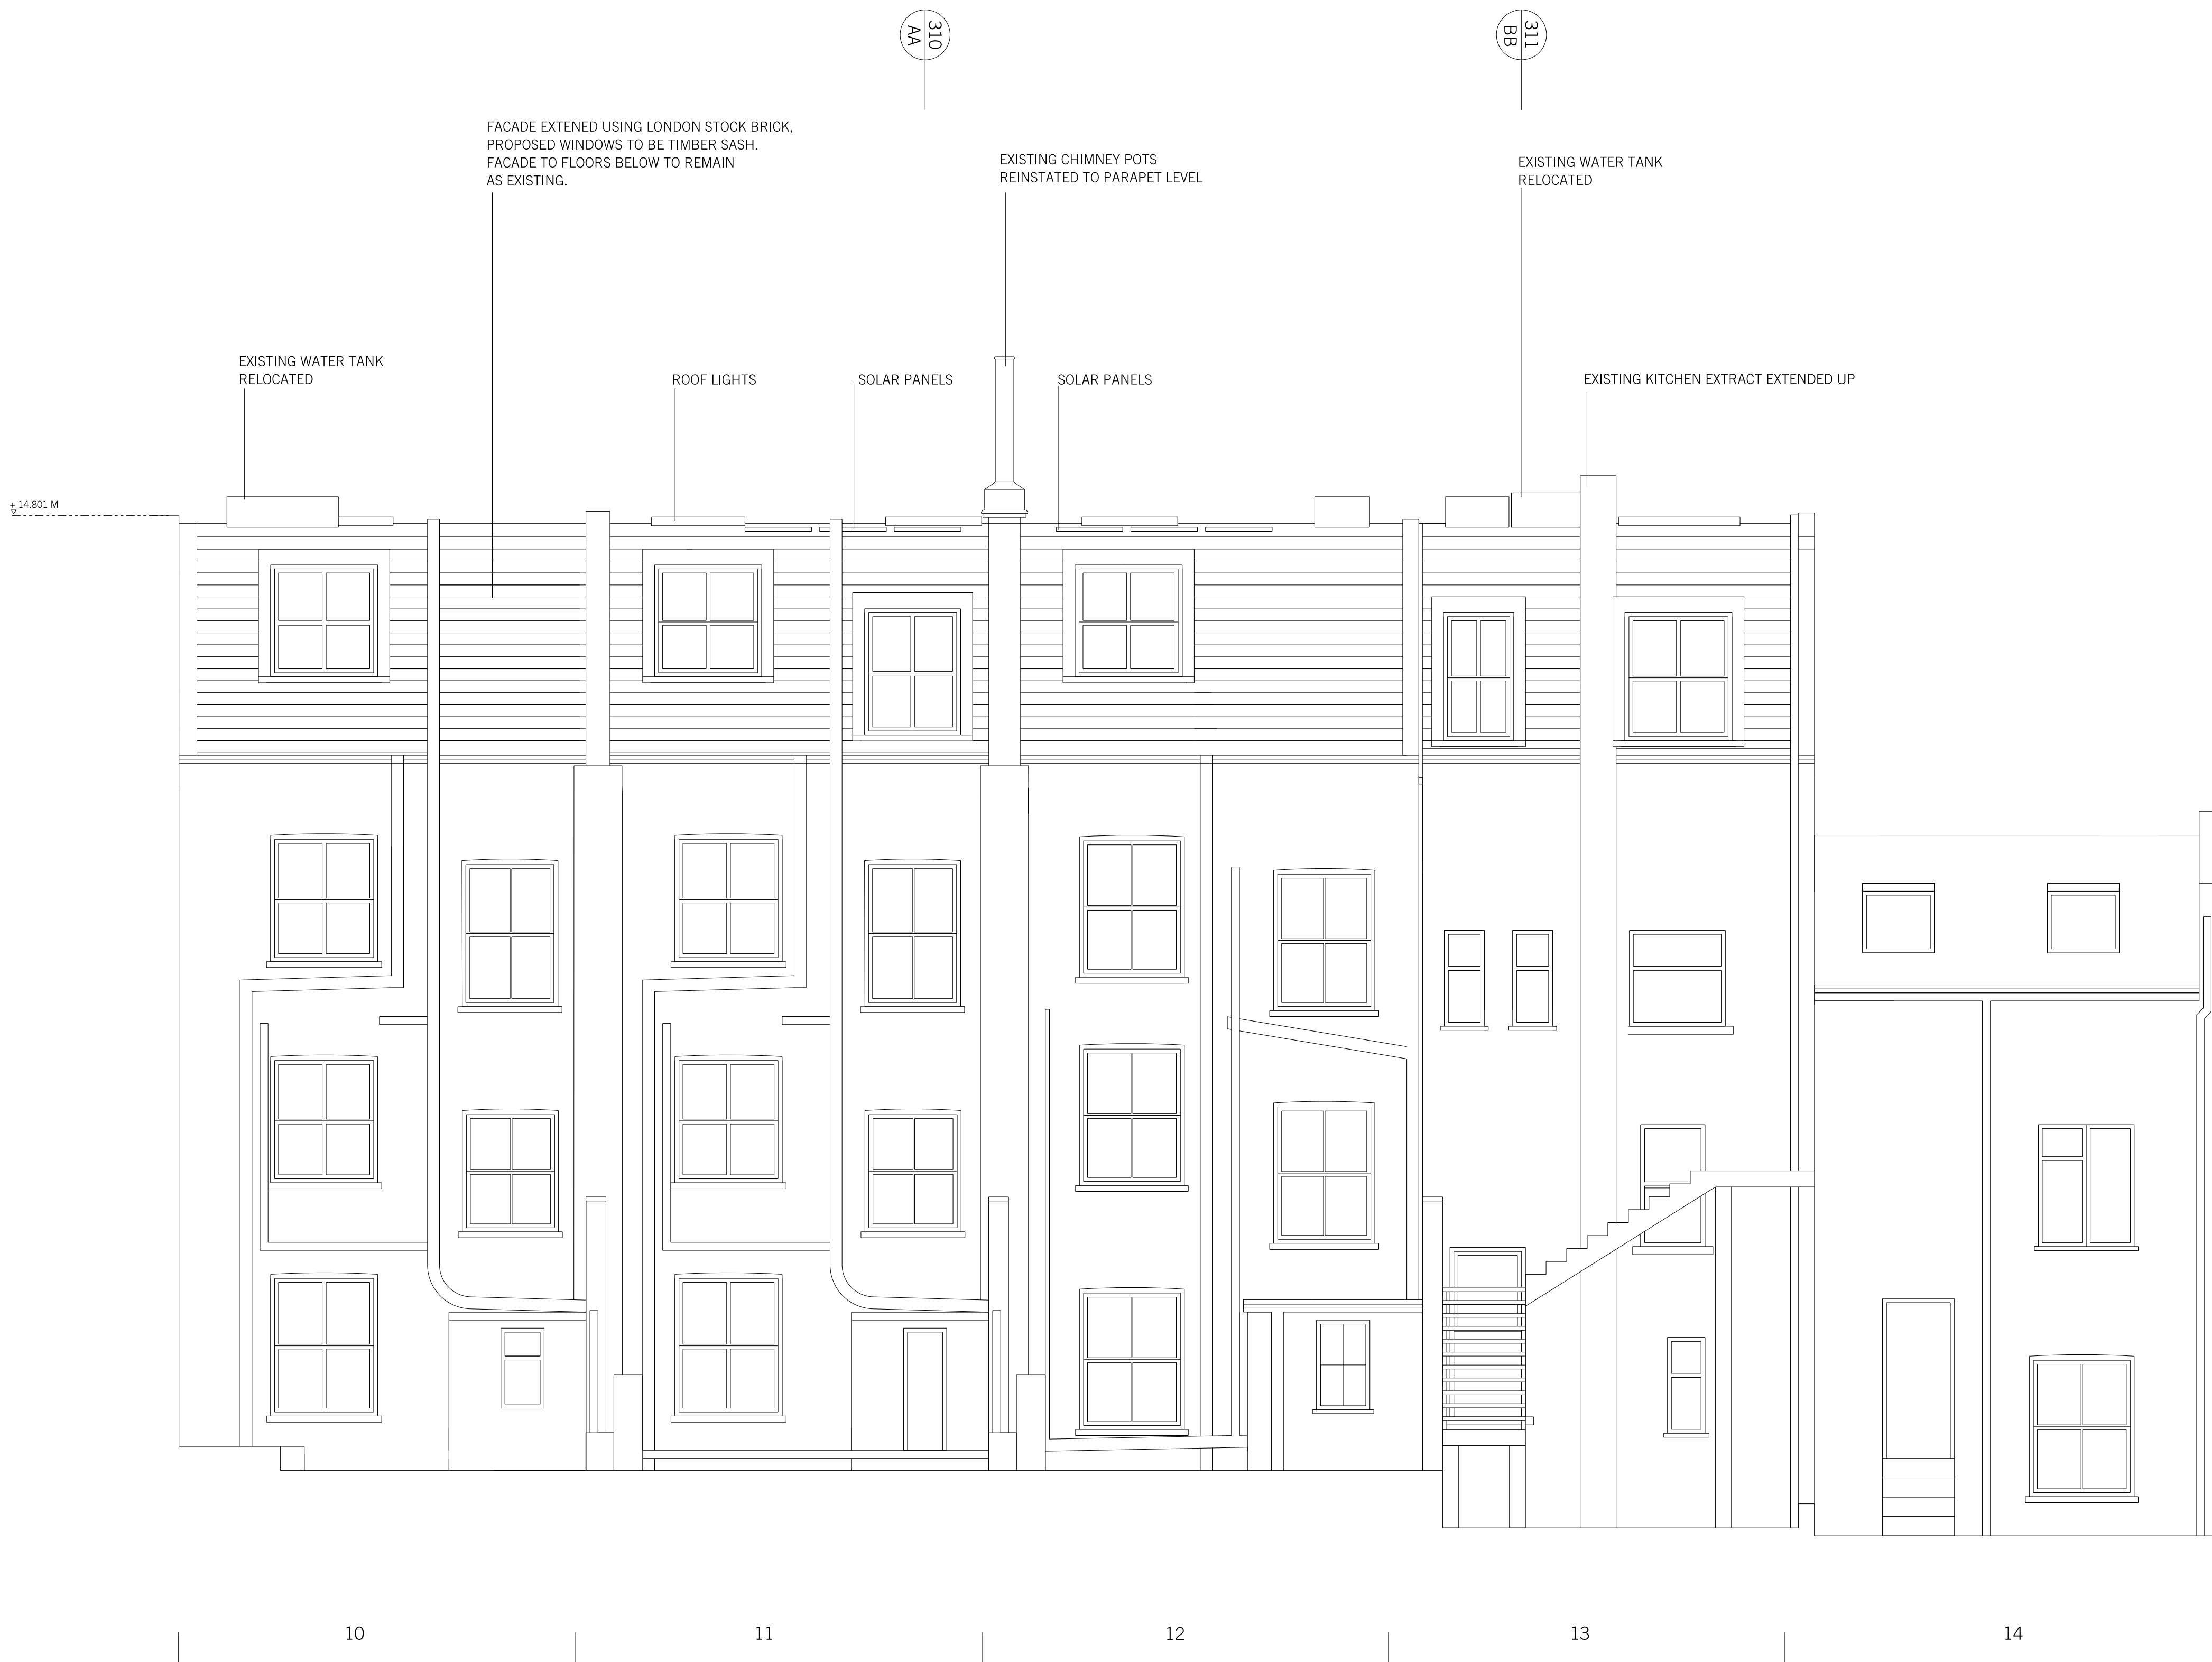 310
AA
311
BB
FACADE EXTENED USING LONDON STOCK BRICK,
PROPOSED WINDOWS TO BE TIMBER SASH.
FACADE TO FLOORS BELOW TO REMAIN
AS EXISTING.
EXISTING CHIMNEY POTS
REINSTATED TO PARAPET LEVEL
EXISTING WATER TANK
RELOCATED
EXISTING WATER TANK
RELOCATED
ROOF LIGHTS
SOLAR PANELS
SOLAR PANELS
EXISTING KITCHEN EXTRACT EXTENDED UP
+ 14.801 M
10
11
12
13
14